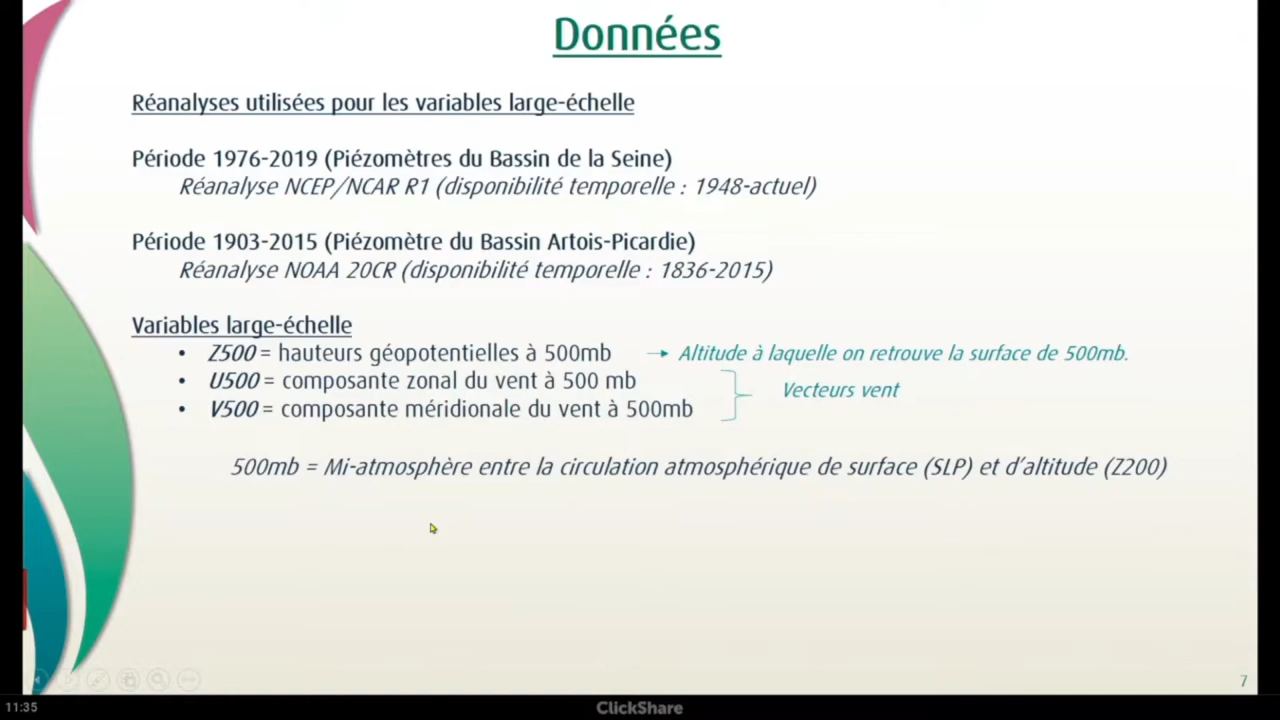 Données
Réanalyses utilisées pour les variables large-échelle
Période 1976-2019 (Piézomètres du Bassin de la Seine)
Réanalyse NCEP/NCAR R1 (disponibilité temporelle : 1948-actuel)
Période 1903-2015 (Piézomètre du Bassin Artois-Picardie)
Réanalyse NOAA 20CR (disponibilité temporelle : 1836-2015)
Variables large-échelle
• Z500 = hauteurs géopotentielles à 500mb → Altitude à laquelle on retrouve la surface de 500mb.
• U500 = composante zonal du vent à 500 mb
Vecteurs vent
• V500 = composante méridionale du vent à 500mb
500mb = Mi-atmosphère entre la circulation atmosphérique de surface (SLP) et d'altitude (Z200)
7
11:35
ClickShare